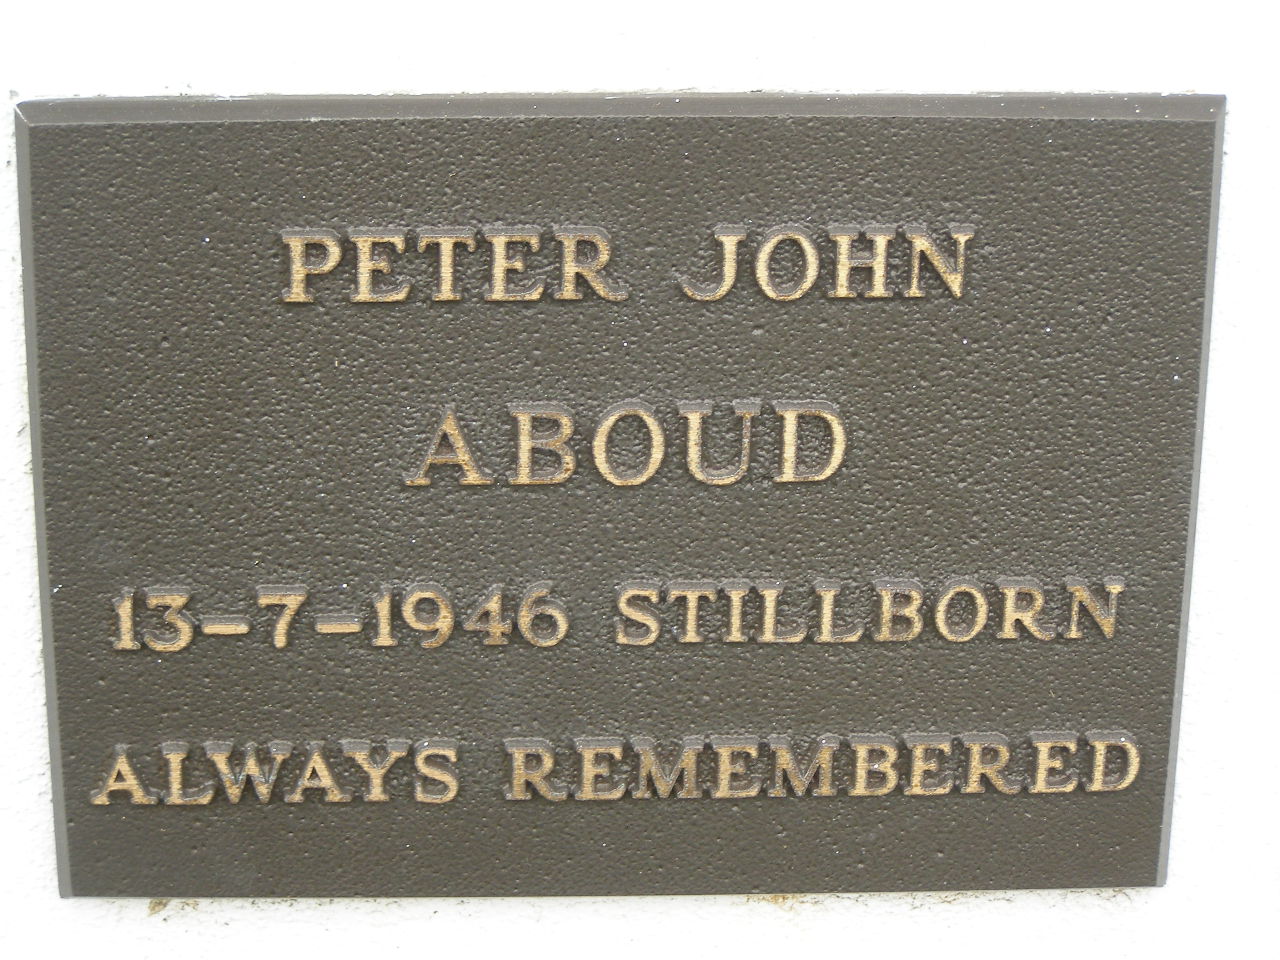 PETER JOHN
ABOUD
13-7-1946 STILLBORN
ALWAYS REMEMBERED